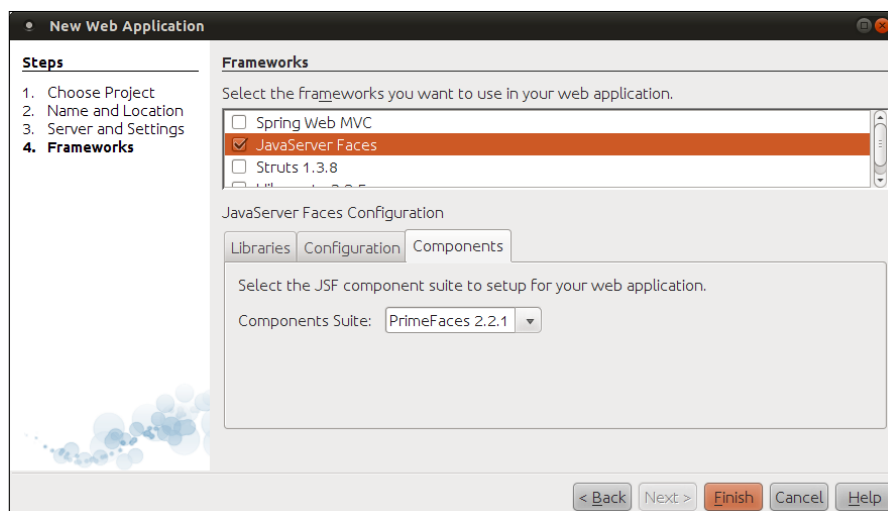 New Web Application
Steps
1. Choose Project
2. Name and Location
3. Server and Settings
4. Frameworks
Frameworks
Select the frameworks you want to use in your web application.
Spring Web MVC
JavaServer Faces
Struts 1.3.8
JavaServer Faces Configuration
Libraries Configuration Components
Select the JSF component suite to setup for your web application.
Components Suite: PrimeFaces 2.2.1
< Back Next > Finish Cancel Help